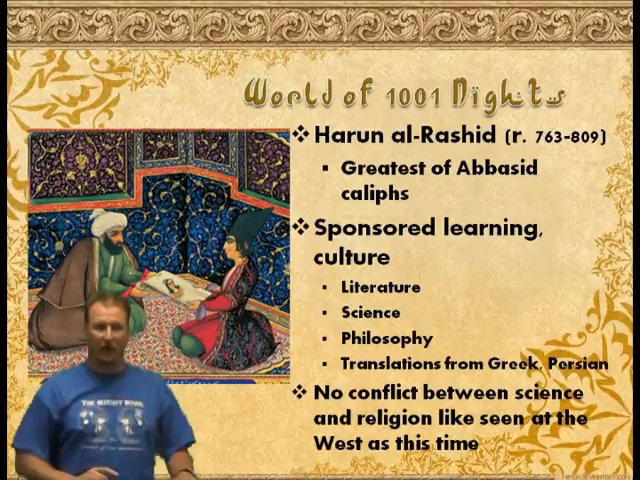 World of 1001 Nights
Harun al-Rashid (r. 763-809)
Greatest of Abbasid
caliphs
Sponsored learning,
culture
Literature
Science
Philosophy
Translations from Greek, Persian
No conflict between science
and religion like seen at the
West as this time